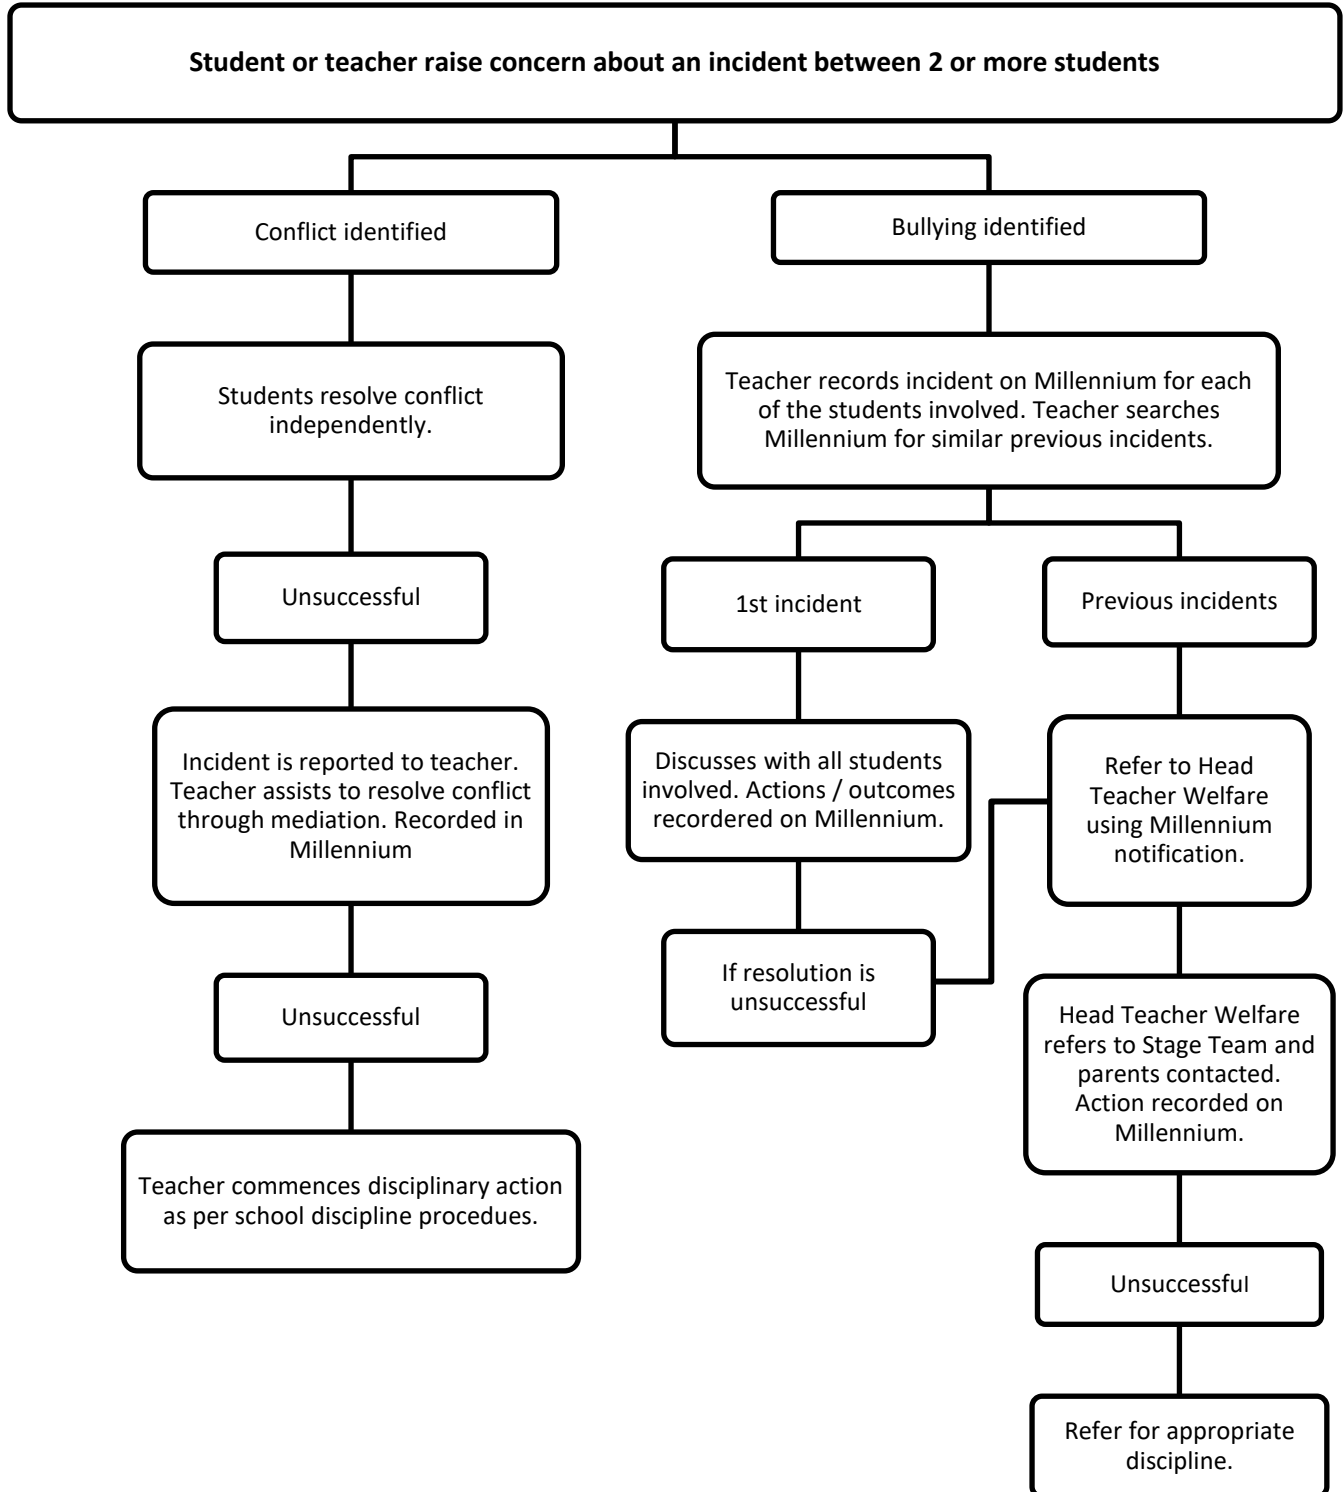 Student or teacher raise concern about an incident between 2 or more students
Conflict identified
Students resolve conflict
independently.
Unsuccessful
Incident is reported to teacher.
Teacher assists to resolve conflict
through mediation. Recorded in
Millennium
Unsuccessful
Teacher commences disciplinary action
as per school discipline procedues.
Bullying identified
Teacher records incident on Millennium for each
of the students involved. Teacher searches
Millennium for similar previous incidents.
1st incident
Discusses with all students
involved. Actions / outcomes
recordered on Millennium.
If resolution is
unsuccessful
Previous incidents
Refer to Head
Teacher Welfare
using Millennium
notification.
Head Teacher Welfare
refers to Stage Team and
parents contacted.
Action recorded on
Millennium.
Unsuccessful
Refer for appropriate
discipline.